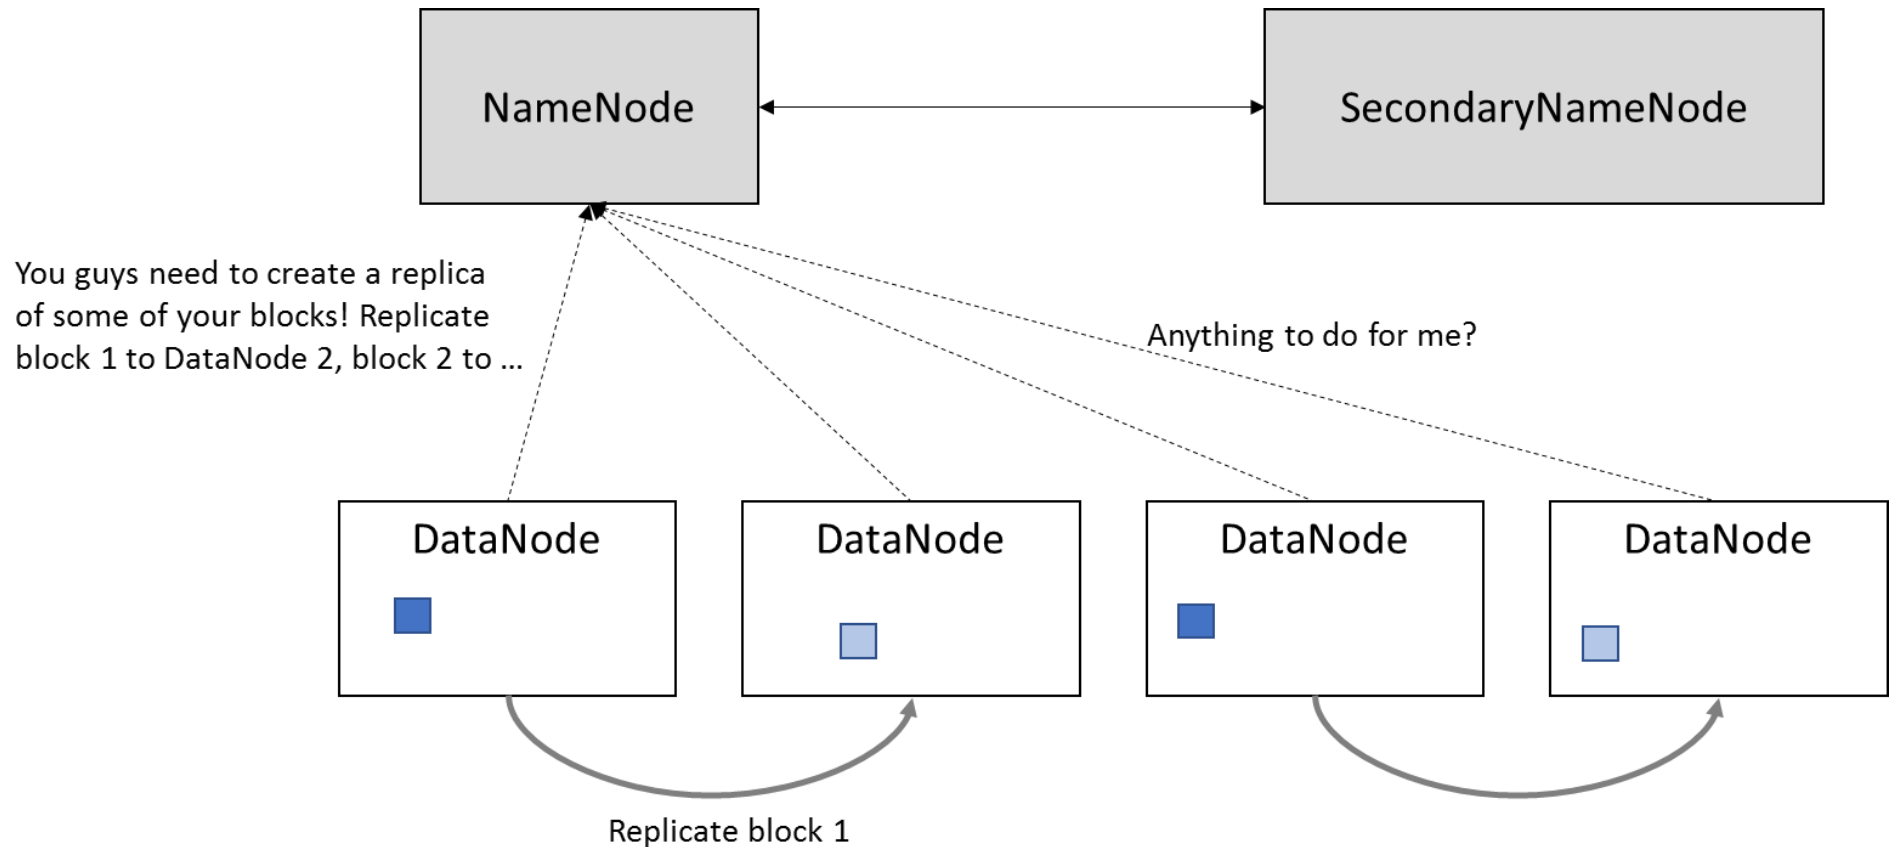 NameNode
SecondaryNameNode
You guys need to create a replica
of some of your blocks! Replicate
block 1 to DataNode 2, block 2 to ...
Anything to do for me?
DataNode
DataNode
DataNode
DataNode
Replicate block 1